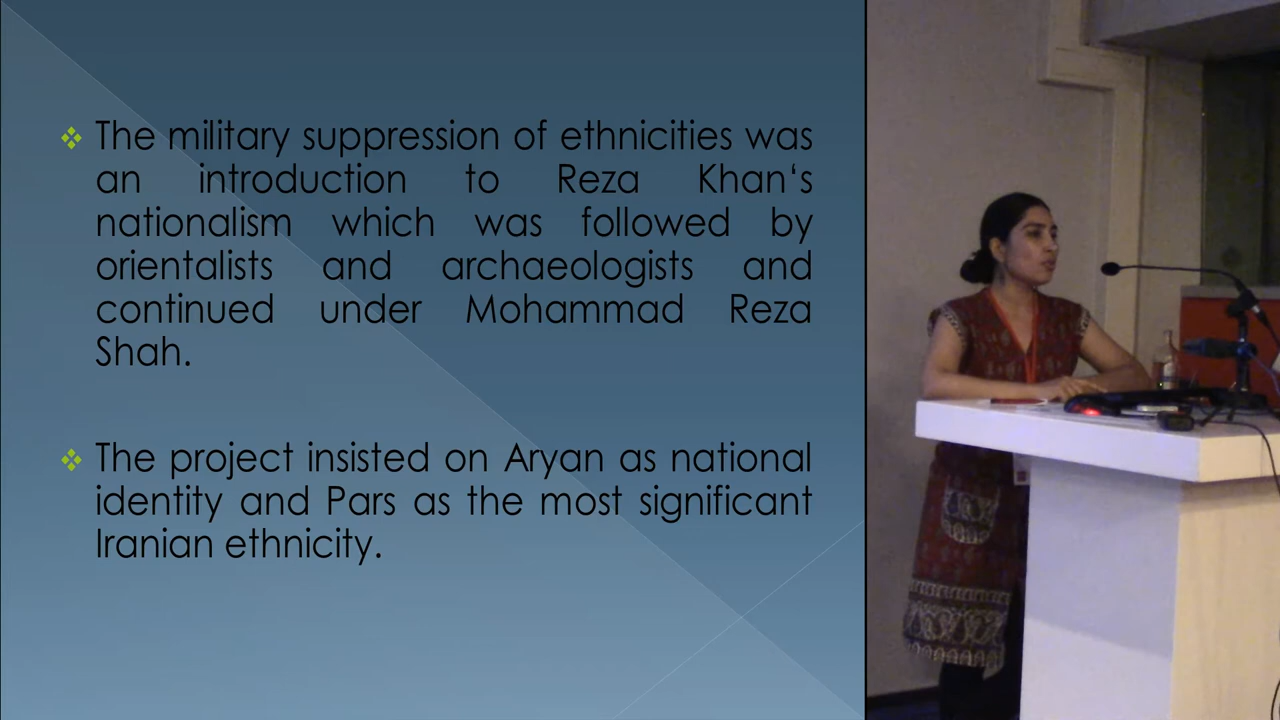 The military suppression of ethnicities was
an introduction to Reza Khan‘s
nationalism which was followed by
orientalists and archaeologists and
continued under Mohammad Reza
Shah.
The project insisted on Aryan as national
identity and Pars as the most significant
Iranian ethnicity.